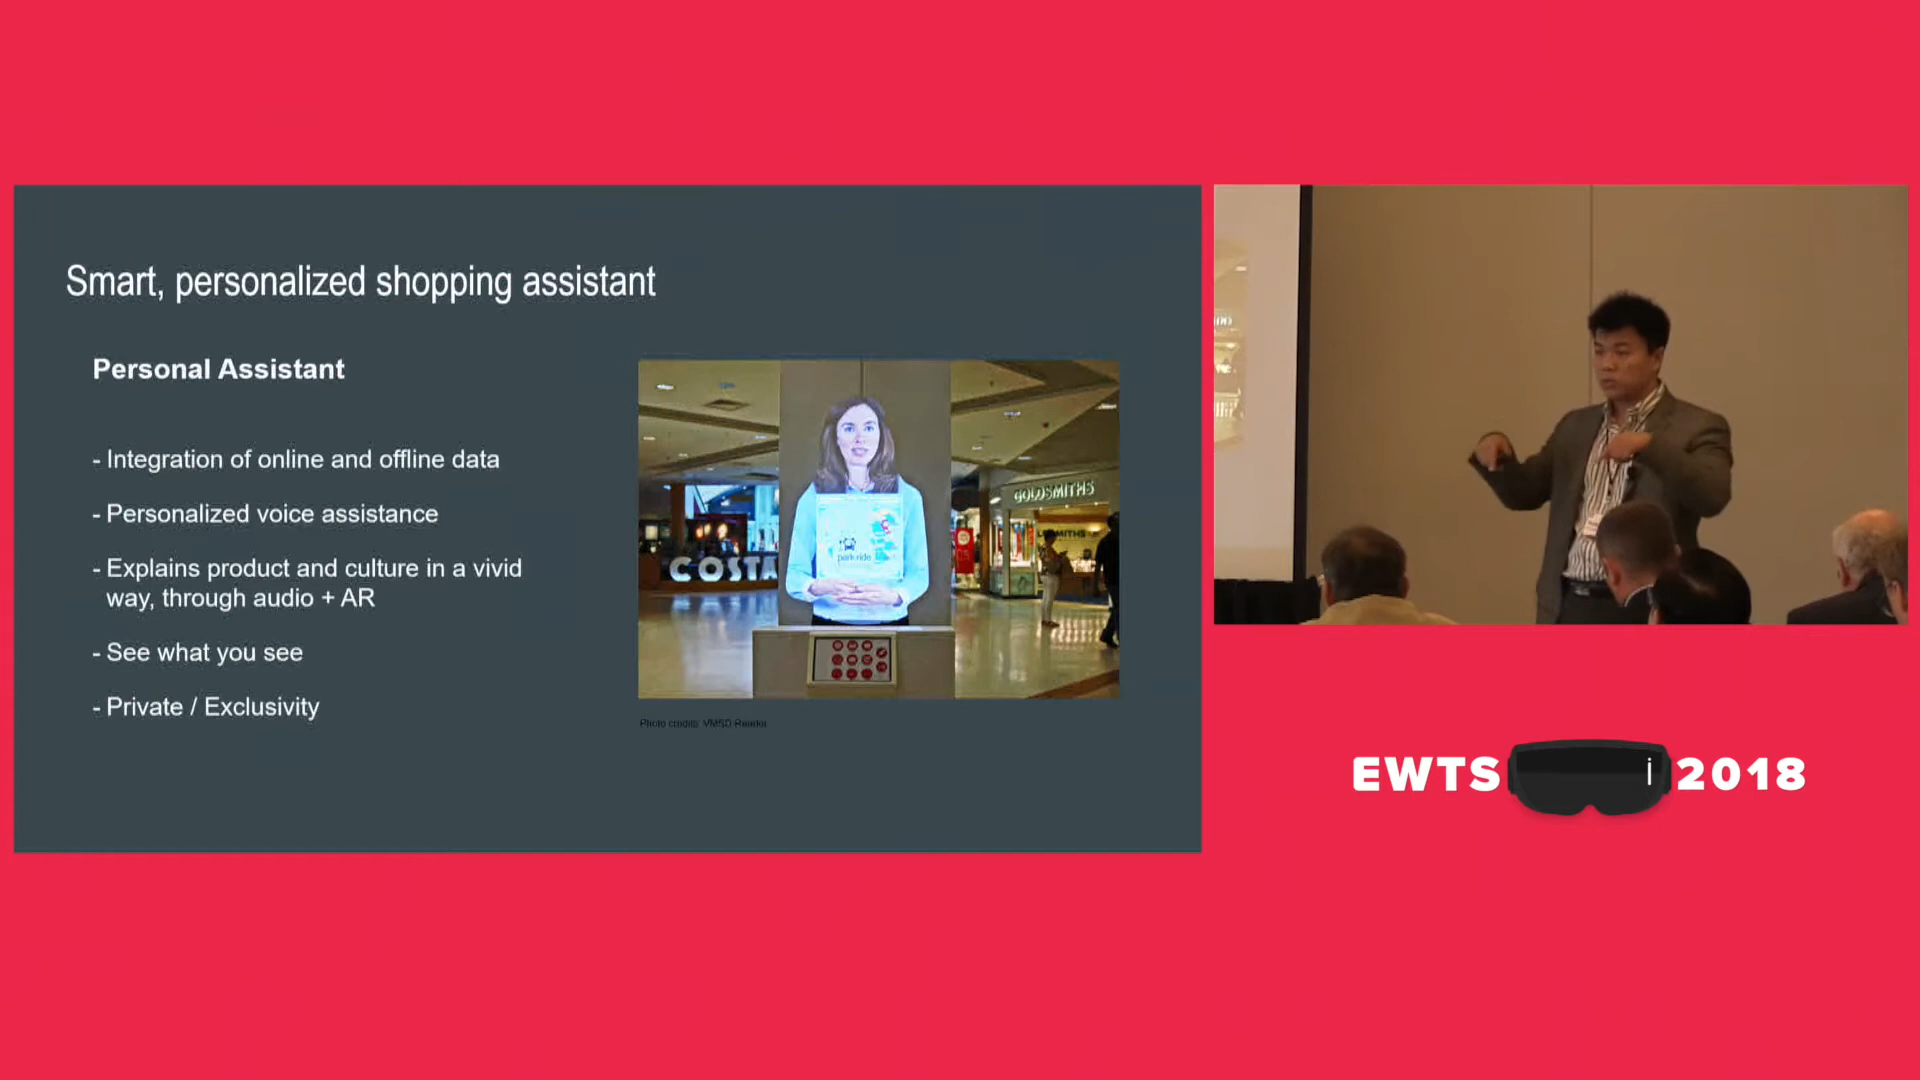 Smart, personalized shopping assistant
Personal Assistant
- Integration of online and offline data
- Personalized voice assistance
- Explains product and culture in a vivid
way, through audio + AR
- See what you see
- Private / Exclusivity
COSTA
GOLDSMITHS
park ride
Photo credits: VMSD Reader
EWTS 2018